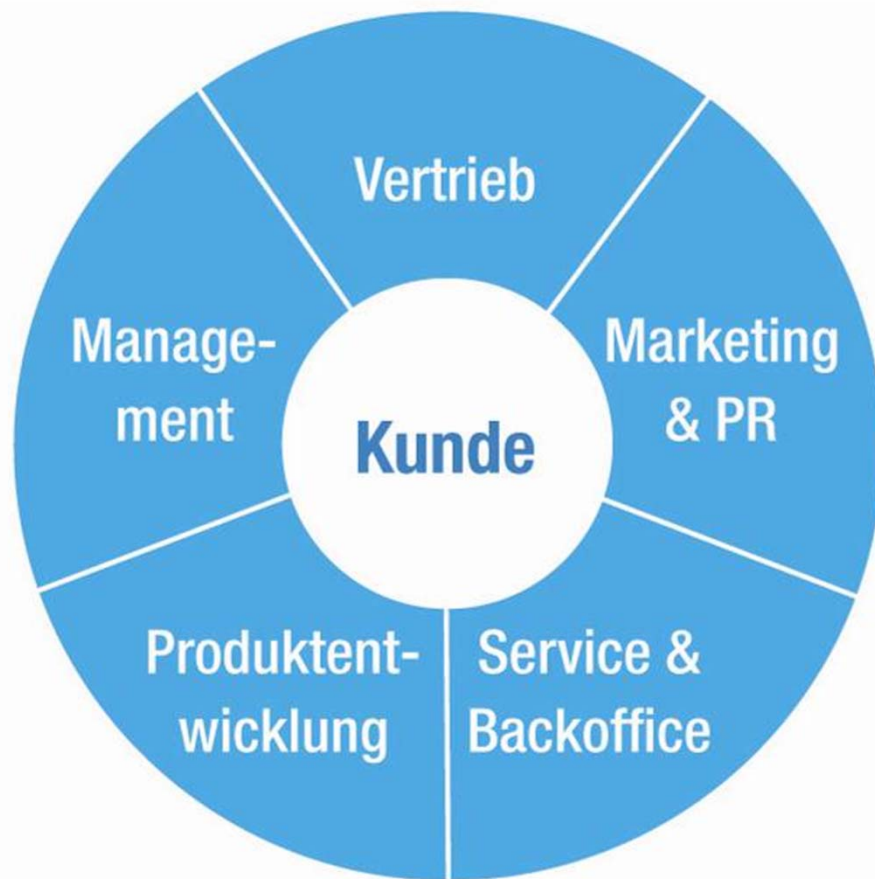 Vertrieb
Marketing
& PR
Service &
Backoffice
Produktent-
wicklung
Manage-
ment
Kunde